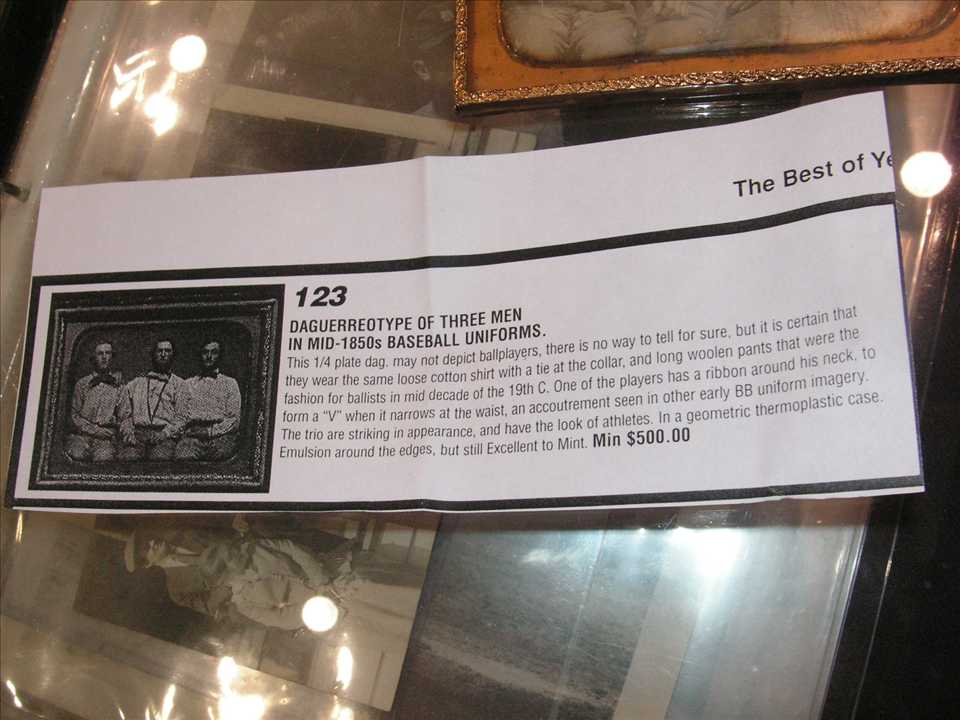 The Best of
123
DAGUERREOTYPE OF THREE MEN
IN MID-1850s BASEBALL UNIFORMS.
This 1/4 plate dag. may not depict ballplayers, there is no way to tell for sure, but it is certain that
they wear the same loose cotton shirt with a tie at the collar, and long woolen pants that were the
fashion for ballists in mid decade of the 19th C. One of the players has a ribbon around his neck, to
form a “V” when it narrows at the waist, an accoutrement seen in other early BB uniform imagery.
The trio are striking in appearance, and have the look of athletes. In a geometric thermoplastic case.
Emulsion around the edges, but still Excellent to Mint. Min $500.00